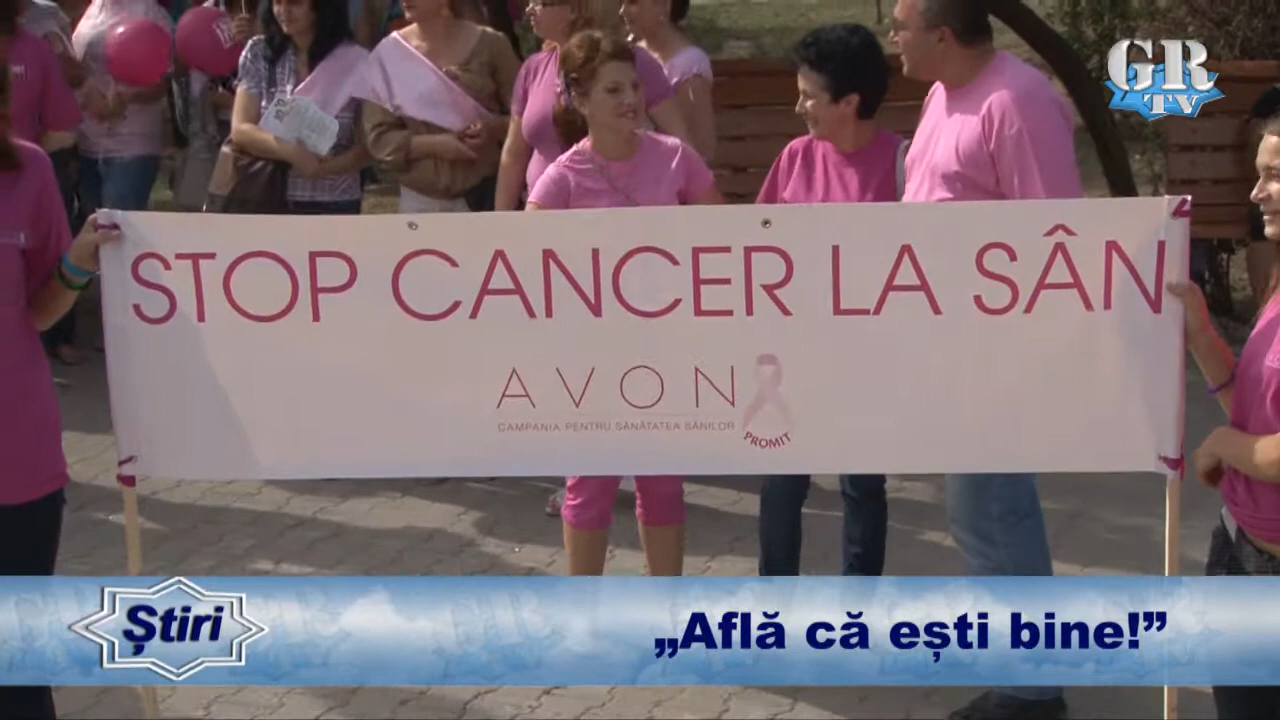 GR
TV
STOP CANCER LA SÂN
AVON
CAMPANIA PENTRU SĂNĂTATEA SÂNILOR
PROMIT
Știri
„Află că ești bine!”